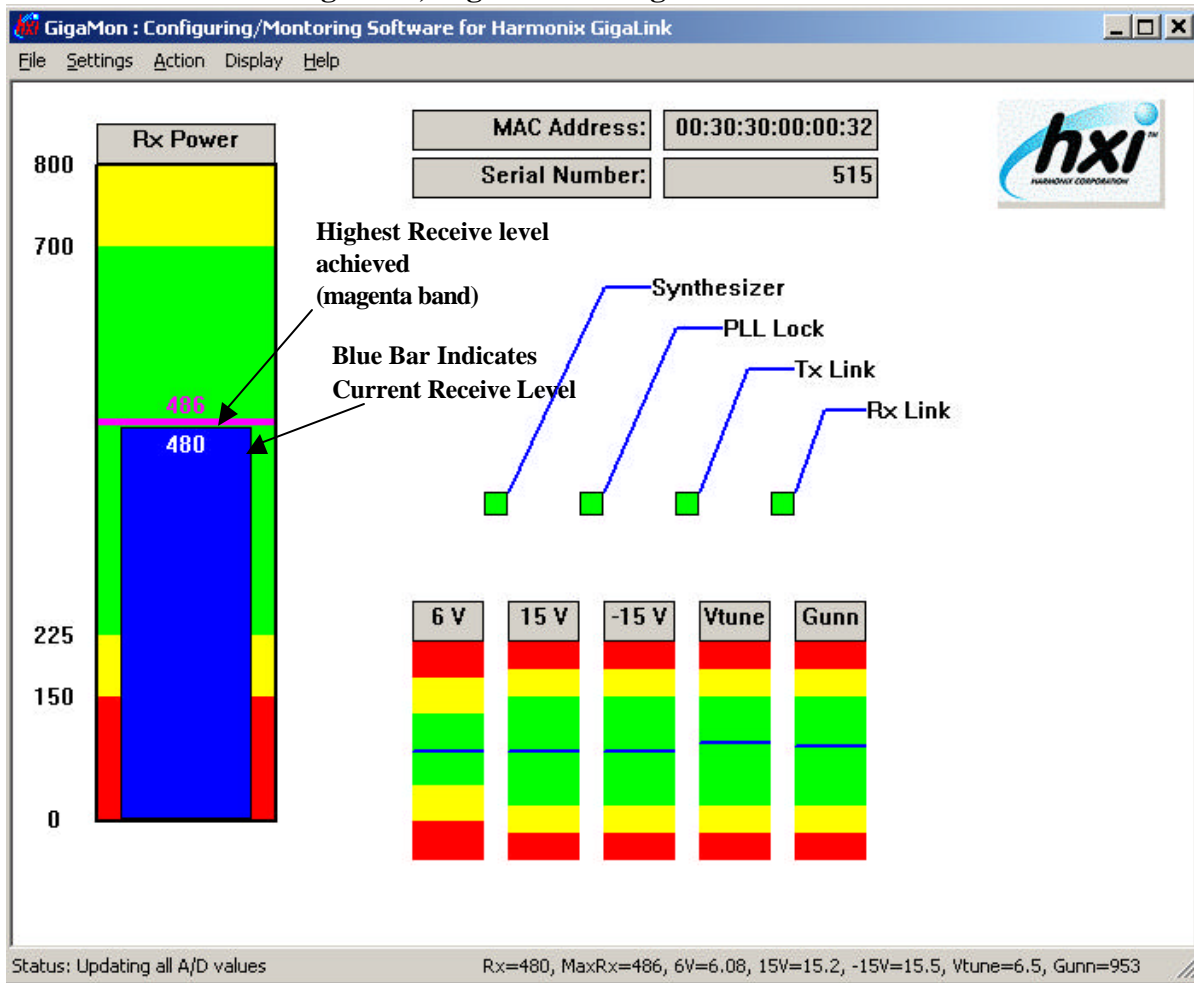 GigaMon : Configuring/Montoring Software for Harmonix GigaLink
File Settings Action Display Help
Rx Power
800
700
225
150
0
486
480
MAC Address: 00:30:30:00:00:32
Serial Number: 515
hxi
HARMONIX CORPORATION
Highest Receive level
achieved
(magenta band)
Blue Bar Indicates
Current Receive Level
Synthesizer
PLL Lock
Tx Link
Rx Link
6 V 15 V -15 V Vtune Gunn
Status: Updating all A/D values
Rx=480, MaxRx=486, 6V=6.08, 15V=15.2, -15V=15.5, Vtune=6.5, Gunn=953